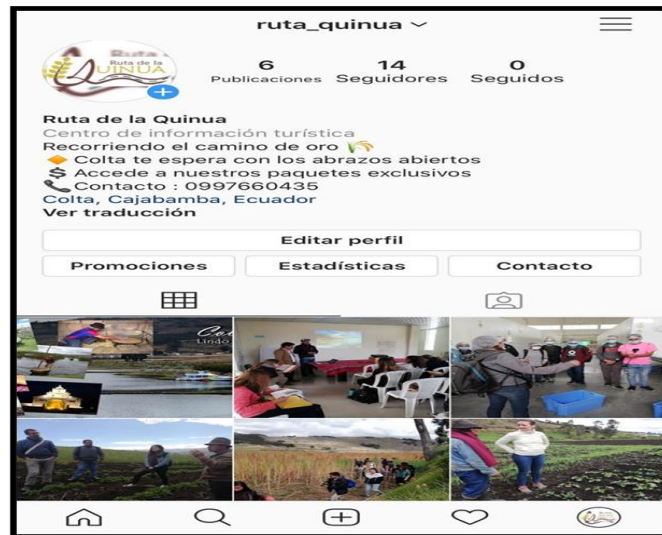 ruta_quinua
Ruta de la
QUINUA
6 14 0
Publicaciones Seguidores Seguidos
Ruta de la Quinua
Centro de información turística
Recorriendo el camino de oro
Colta te espera con los abrazos abiertos
Accede a nuestros paquetes exclusivos
Contacto : 0997660435
Colta, Cajabamba, Ecuador
Ver traducción
Editar perfil
Promociones Estadísticas Contacto
Lindo